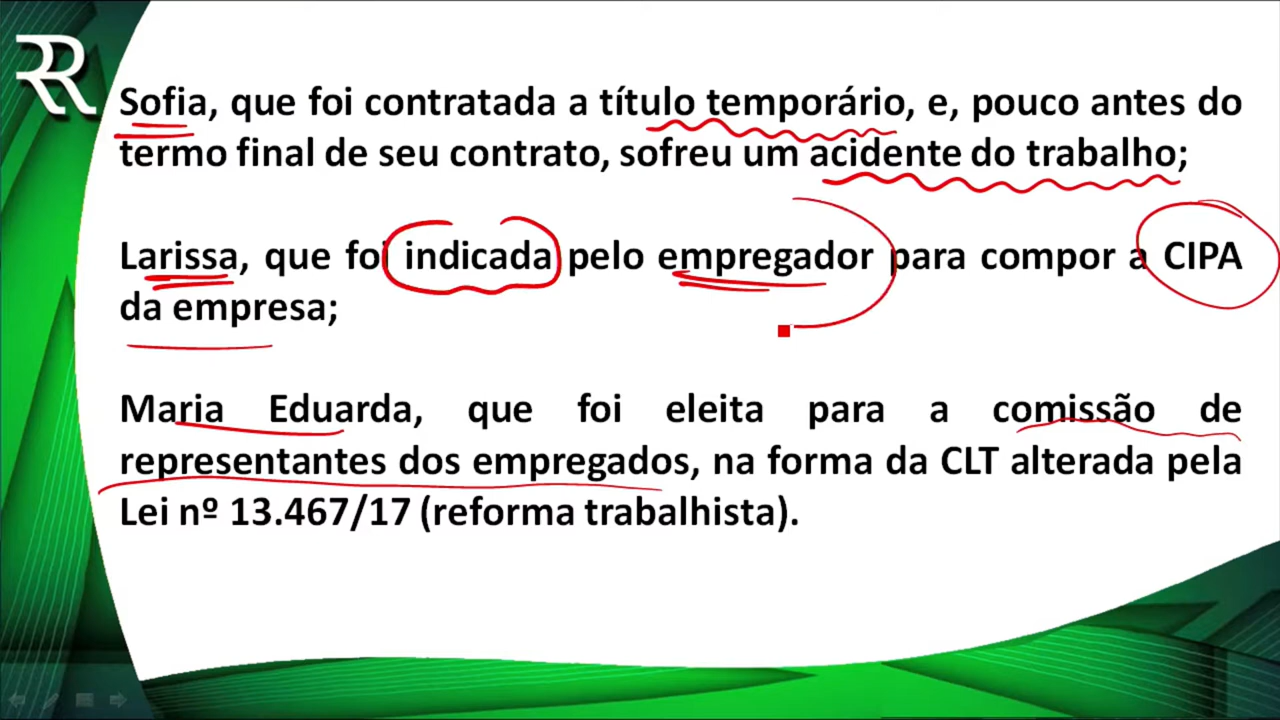 RR
Sofia, que foi contratada a título temporário, e, pouco antes do
termo final de seu contrato, sofreu um acidente do trabalho;
Larissa, que foi indicada pelo empregador para compor a CIPA
da empresa;
Maria Eduarda, que foi eleita para a comissão de
representantes dos empregados, na forma da CLT alterada pela
Lei nº 13.467/17 (reforma trabalhista).